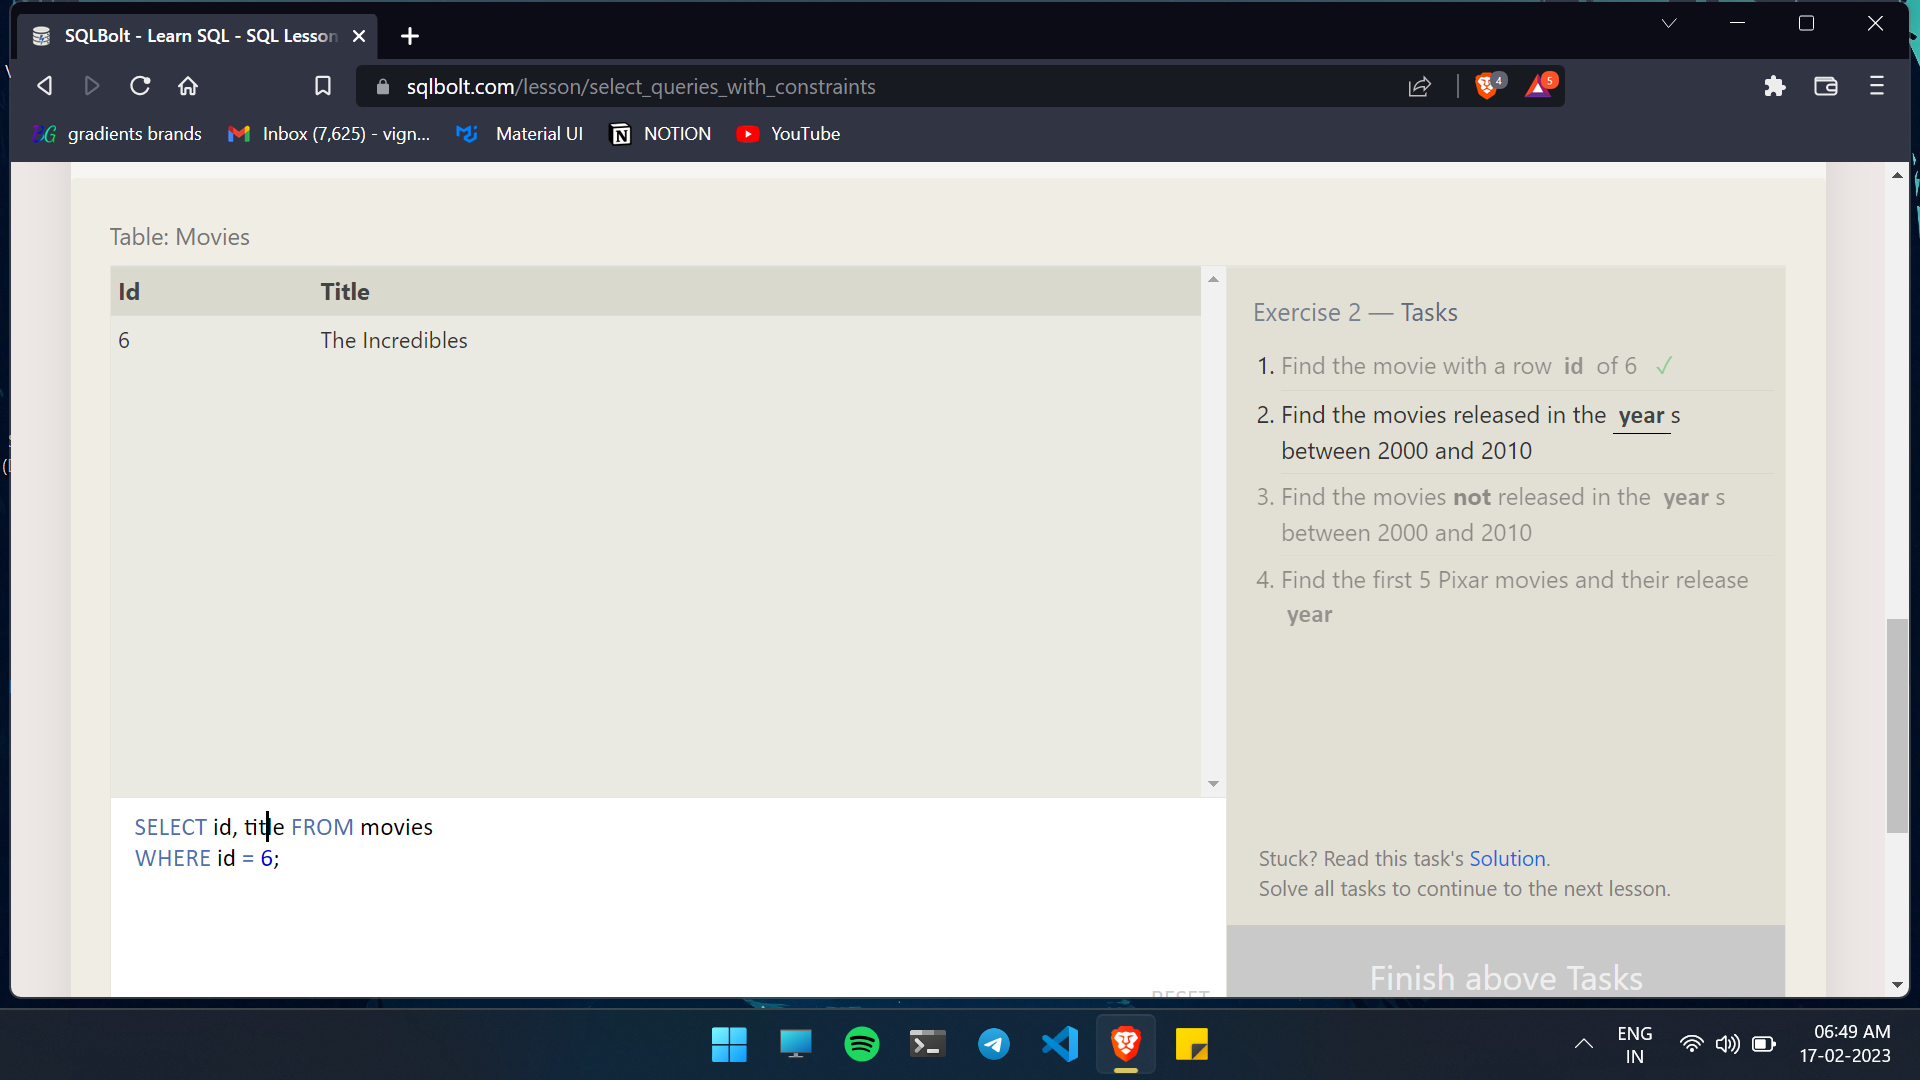 SQLBolt - Learn SQL - SQL Lesson
sqlbolt.com/lesson/select_queries_with_constraints
4
5
gradients brands
Inbox (7,625) - vign...
Material UI
NOTION
YouTube
Table: Movies
Id Title
6 The Incredibles
Exercise 2 — Tasks
1. Find the movie with a row id of 6 ✓
2. Find the movies released in the year s
between 2000 and 2010
3. Find the movies not released in the year s
between 2000 and 2010
4. Find the first 5 Pixar movies and their release
year
SELECT id, title FROM movies
WHERE id = 6;
RESET
Stuck? Read this task's Solution.
Solve all tasks to continue to the next lesson.
Finish above Tasks
ENG
IN
06:49 AM
17-02-2023